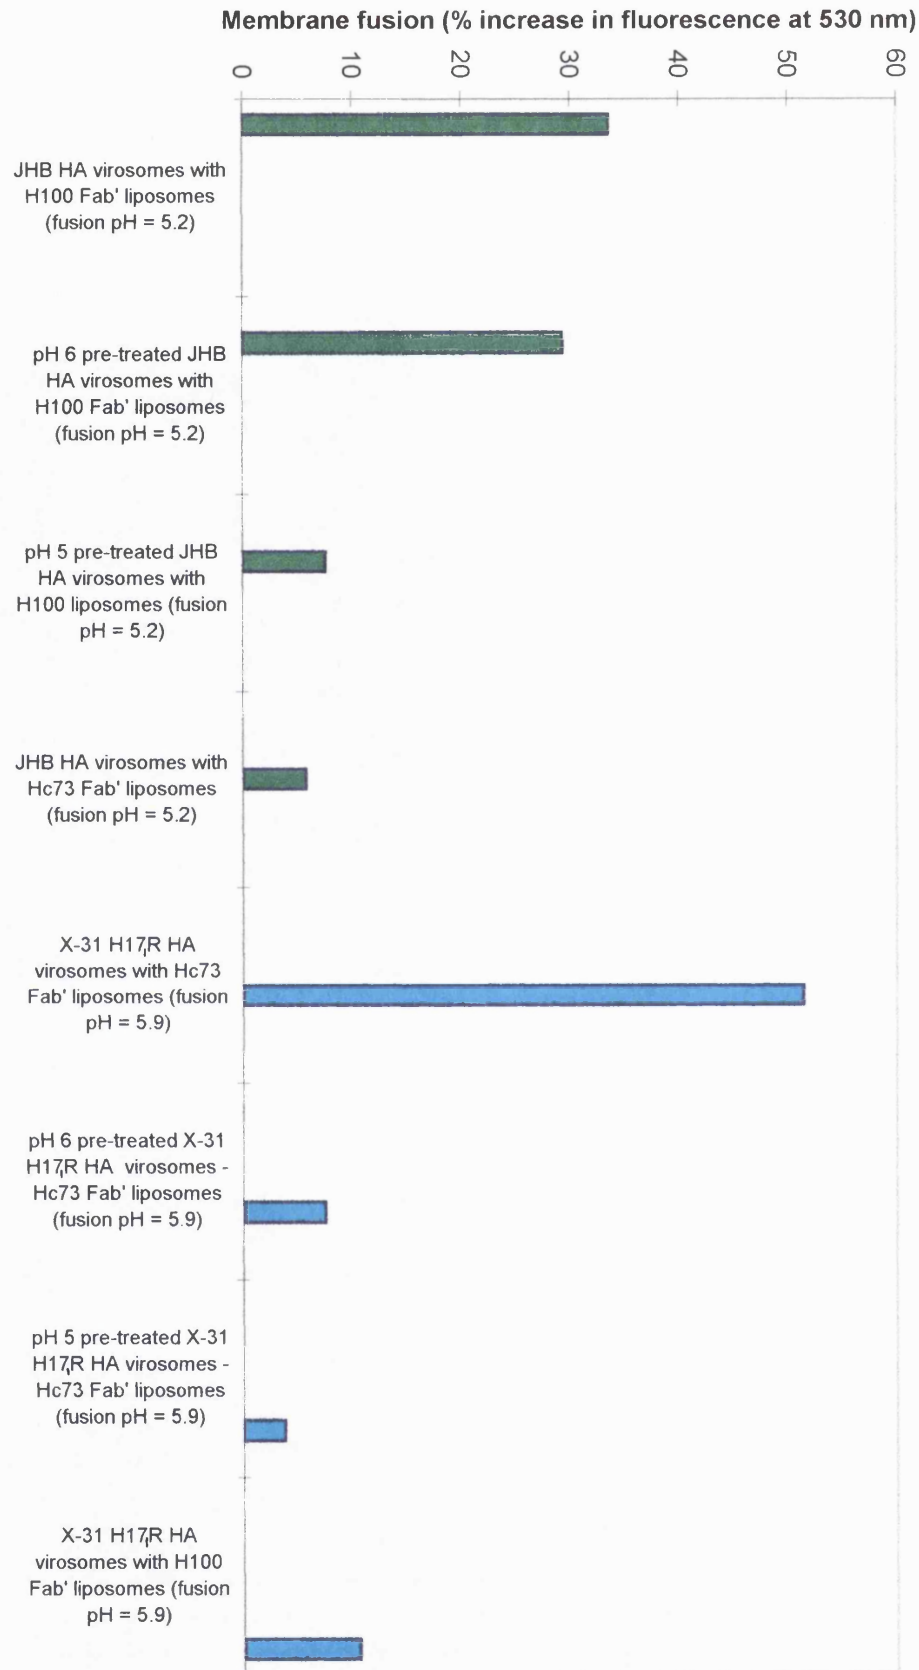 Membrane fusion (% increase in fluorescence at 530 nm)
0
10
20
30
40
50
60
JHB HA virosomes with
H100 Fab' liposomes
(fusion pH = 5.2)
pH 6 pre-treated JHB
HA virosomes with
H100 Fab' liposomes
(fusion pH = 5.2)
pH 5 pre-treated JHB
HA virosomes with
H100 liposomes (fusion
pH = 5.2)
JHB HA virosomes with
Hc73 Fab' liposomes
(fusion pH = 5.2)
X-31 H17₁R HA
virosomes with Hc73
Fab' liposomes (fusion
pH = 5.9)
pH 6 pre-treated X-31
H17₁R HA virosomes -
Hc73 Fab' liposomes
(fusion pH = 5.9)
pH 5 pre-treated X-31
H17₁R HA virosomes -
Hc73 Fab' liposomes
(fusion pH = 5.9)
X-31 H17₁R HA
virosomes with H100
Fab' liposomes (fusion
pH = 5.9)